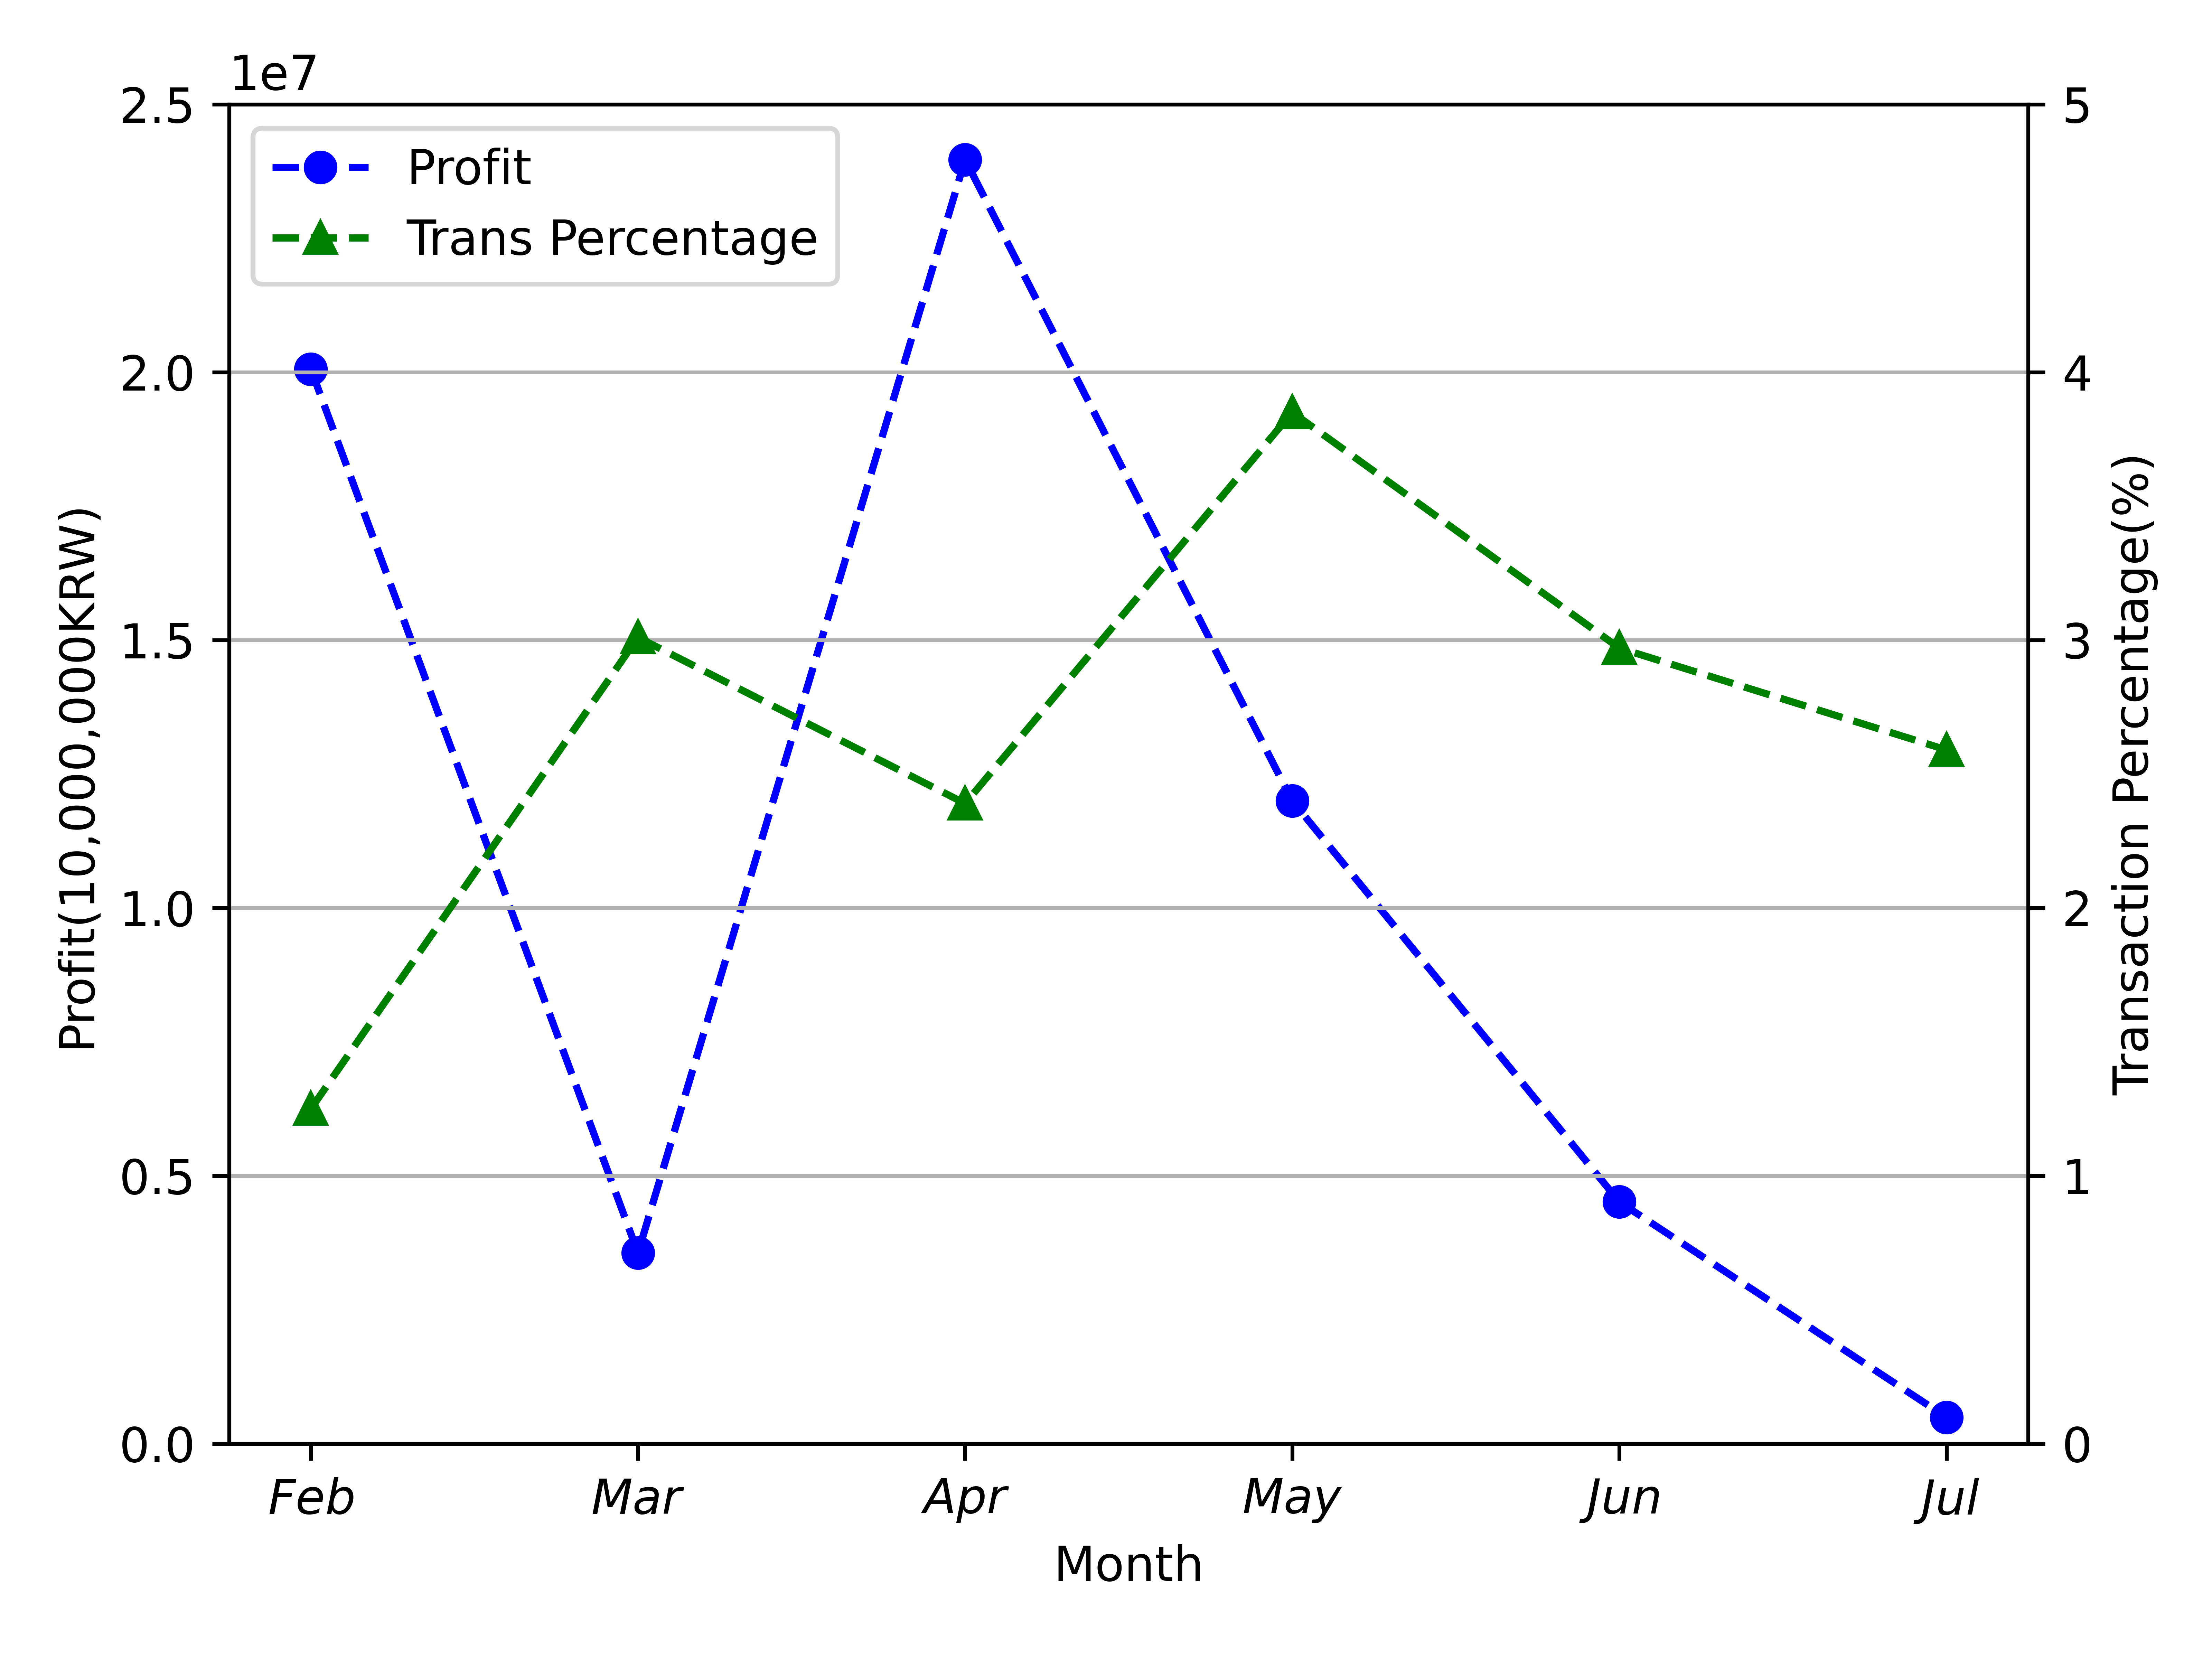 1e7
2.5
2.0
1.5
1.0
0.5
0.0
Profit(10,000,000KRW)
Profit
Trans Percentage
5
4
3
2
1
0
Transaction Percentage(%)
Feb Mar Apr May Jun Jul
Month